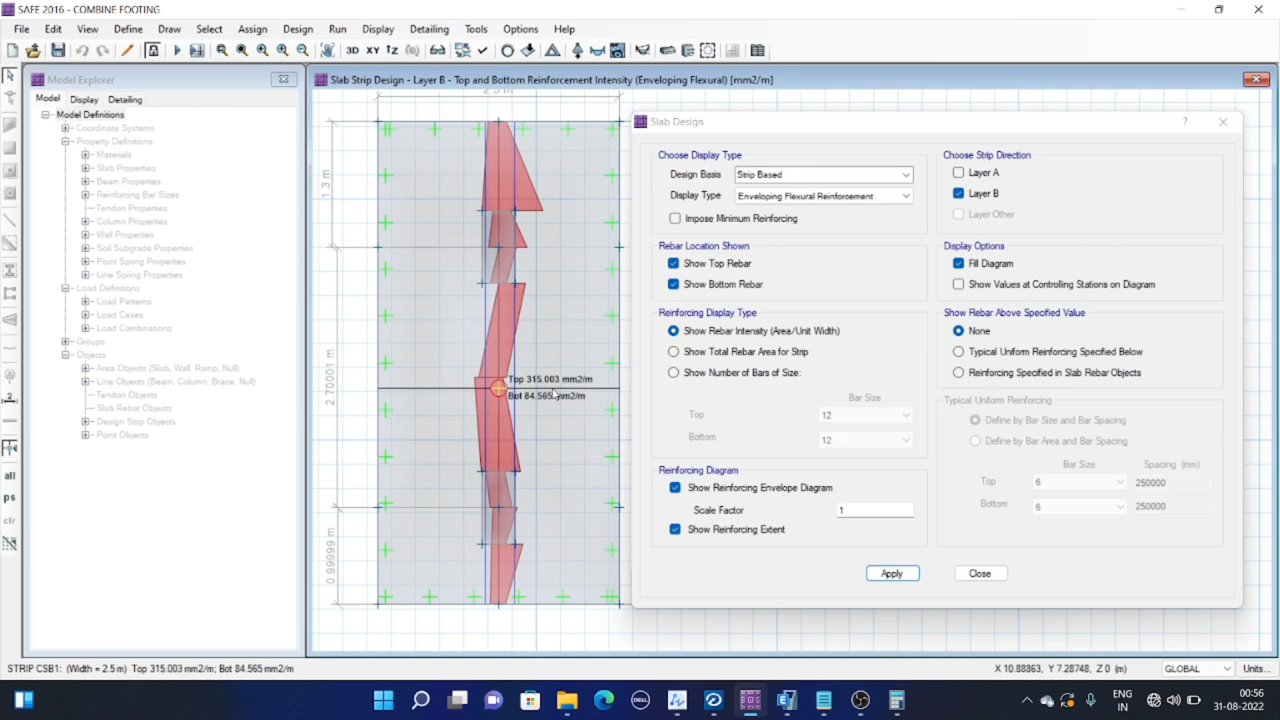 SAFE 2016 - COMBINE FOOTING
File Edit View Define Draw Select Assign Design Run Display Detailing Tools Options Help
3D XY
Model Explorer
Model Display Detailing
Model Definitions
Coordinate Systems
Property Definitions
Materials
Slab Properties
Beam Properties
Reinforcing Bar Sizes
Tendon Properties
Column Properties
Wall Properties
Soil Subgrade Properties
Point Spring Properties
Line Spring Properties
Load Definitions
Load Patterns
Load Cases
Load Combinations
Groups
Objects
Area Objects (Slab, Wall, Ramp, Null)
Line Objects (Beam, Column, Brace, Null)
Tendon Objects
Slab Rebar Objects
Design Strip Objects
Point Objects
all
ps
clr
Slab Strip Design - Layer B - Top and Bottom Reinforcement Intensity (Enveloping Flexural) [mm2/m]
2.5 m
1.3 m
2.70001 m
0.99999 m
Top 315.003 mm2/m
Bot 84.565 mm2/m
Slab Design
?
Choose Display Type
Design Basis Strip Based
Display Type Enveloping Flexural Reinforcement
Impose Minimum Reinforcing
Rebar Location Shown
Show Top Rebar
Show Bottom Rebar
Reinforcing Display Type
Show Rebar Intensity (Area/Unit Width)
Show Total Rebar Area for Strip
Show Number of Bars of Size:
Bar Size
Top 12
Bottom 12
Reinforcing Diagram
Show Reinforcing Envelope Diagram
Scale Factor 1
Show Reinforcing Extent
Choose Strip Direction
Layer A
Layer B
Layer Other
Display Options
Fill Diagram
Show Values at Controlling Stations on Diagram
Show Rebar Above Specified Value
None
Typical Uniform Reinforcing Specified Below
Reinforcing Specified in Slab Rebar Objects
Typical Uniform Reinforcing
Define by Bar Size and Bar Spacing
Define by Bar Area and Bar Spacing
Bar Size Spacing (mm)
Top 6 250000
Bottom 6 250000
Apply Close
STRIP CSB1: (Width = 2.5 m) Top 315.003 mm2/m; Bot 84.565 mm2/m
X 10.88863, Y 7.28748, Z 0 (m) GLOBAL Units...
DELL
ENG
IN
00:56
31-08-2022